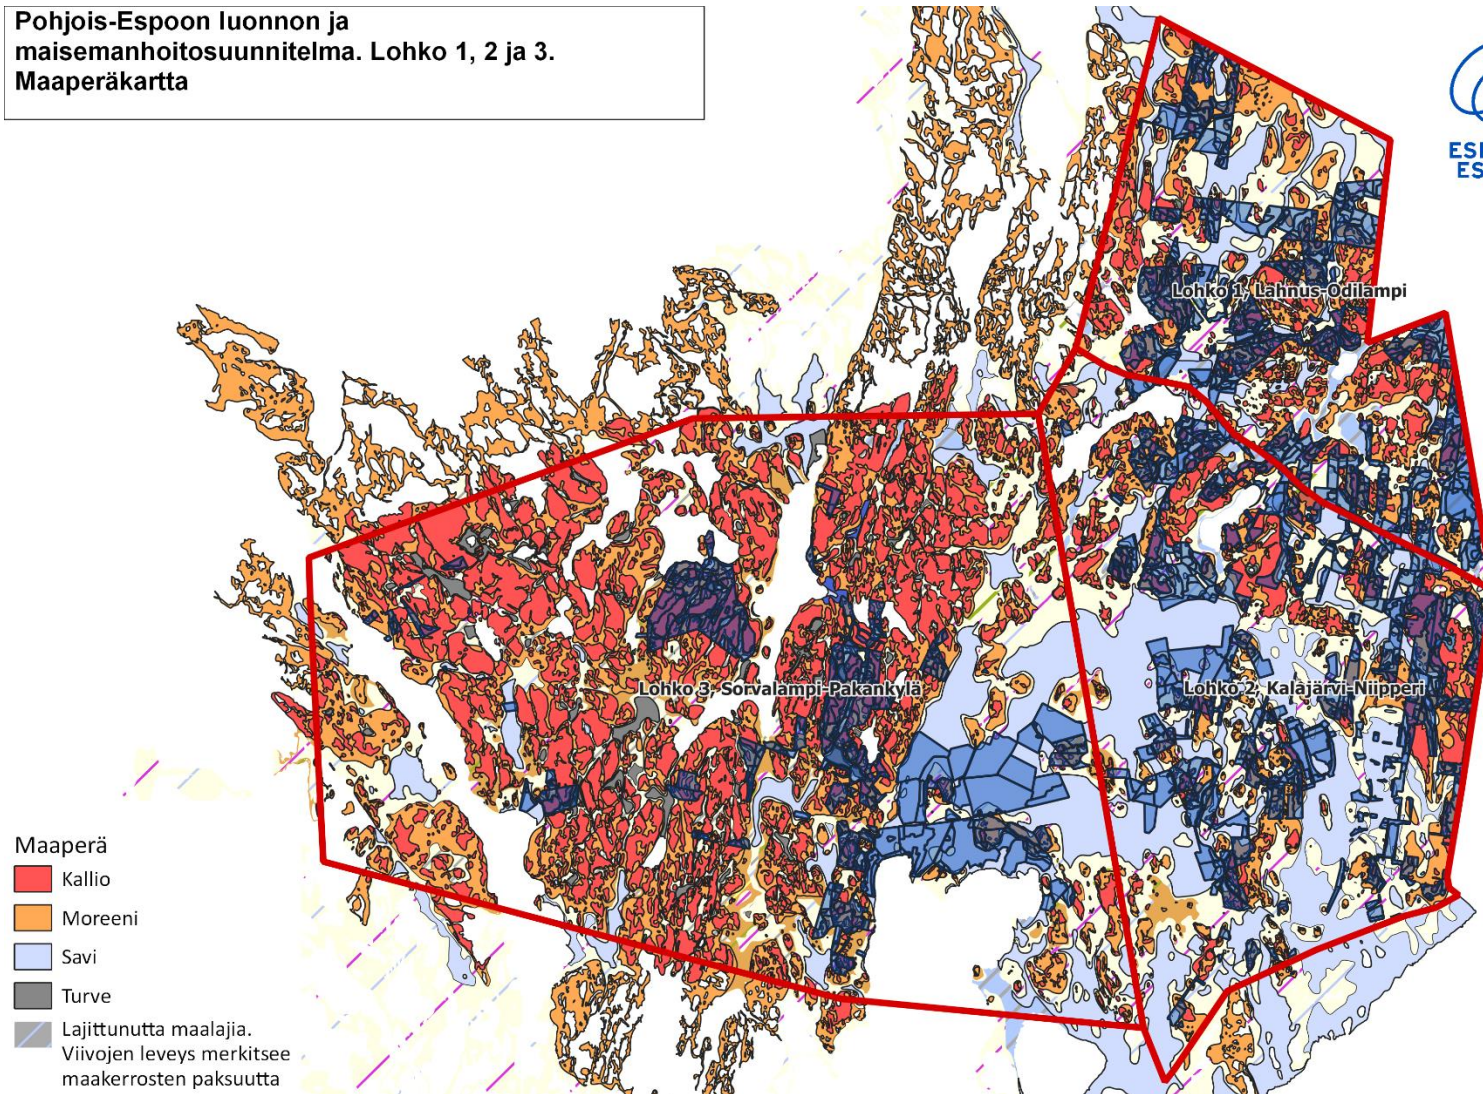 Pohjois-Espoon luonnon ja
maisemanhoitosuunnitelma. Lohko 1, 2 ja 3.
Maaperäkartta
Lohko 1, Lahnus-Odilampi
Lohko 3, Sorvalampi-Pakankylä
Lohko 2, Kalajärvi-Niipperi
Maaperä
Kallio
Moreeni
Savi
Turve
Lajittunutta maalajia.
Viivojen leveys merkitsee
maakerrosten paksuutta